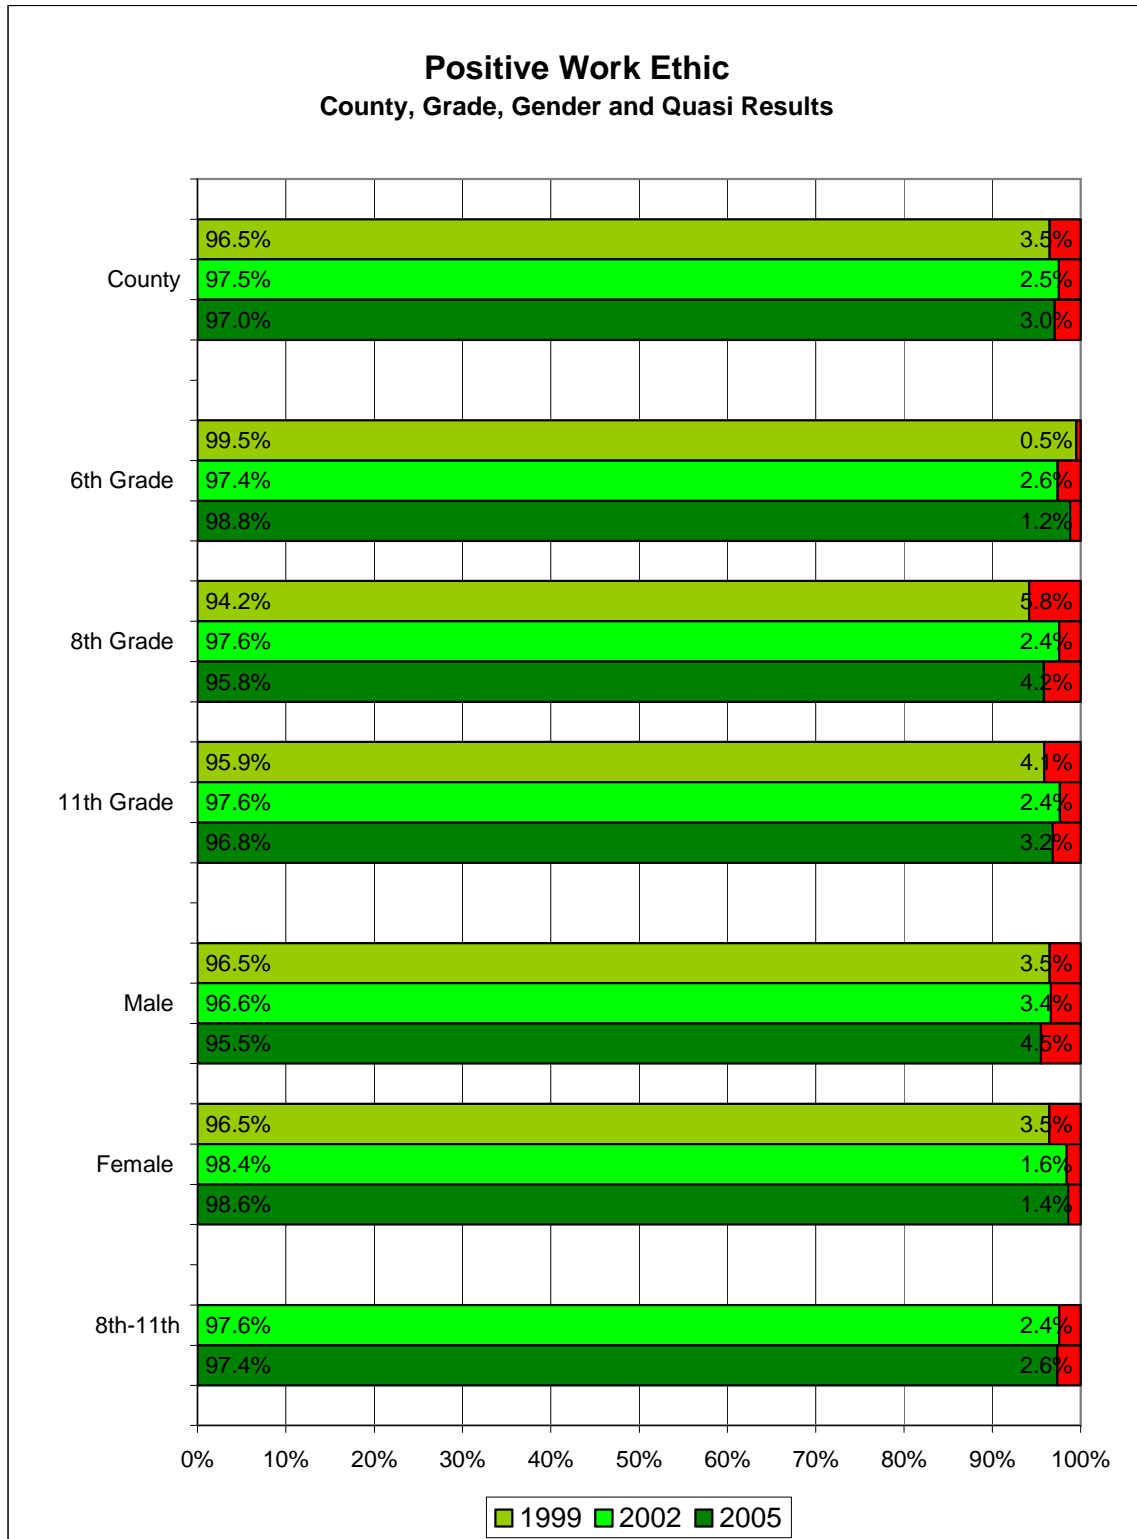 Positive Work Ethic
County, Grade, Gender and Quasi Results
96.5% 3.5%
County 97.5% 2.5%
97.0% 3.0%
99.5% 0.5%
6th Grade 97.4% 2.6%
98.8% 1.2%
94.2% 5.8%
8th Grade 97.6% 2.4%
95.8% 4.2%
95.9% 4.1%
11th Grade 97.6% 2.4%
96.8% 3.2%
96.5% 3.5%
Male 96.6% 3.4%
95.5% 4.5%
96.5% 3.5%
Female 98.4% 1.6%
98.6% 1.4%
8th-11th 97.6% 2.4%
97.4% 2.6%
0% 10% 20% 30% 40% 50% 60% 70% 80% 90% 100%
1999 2002 2005